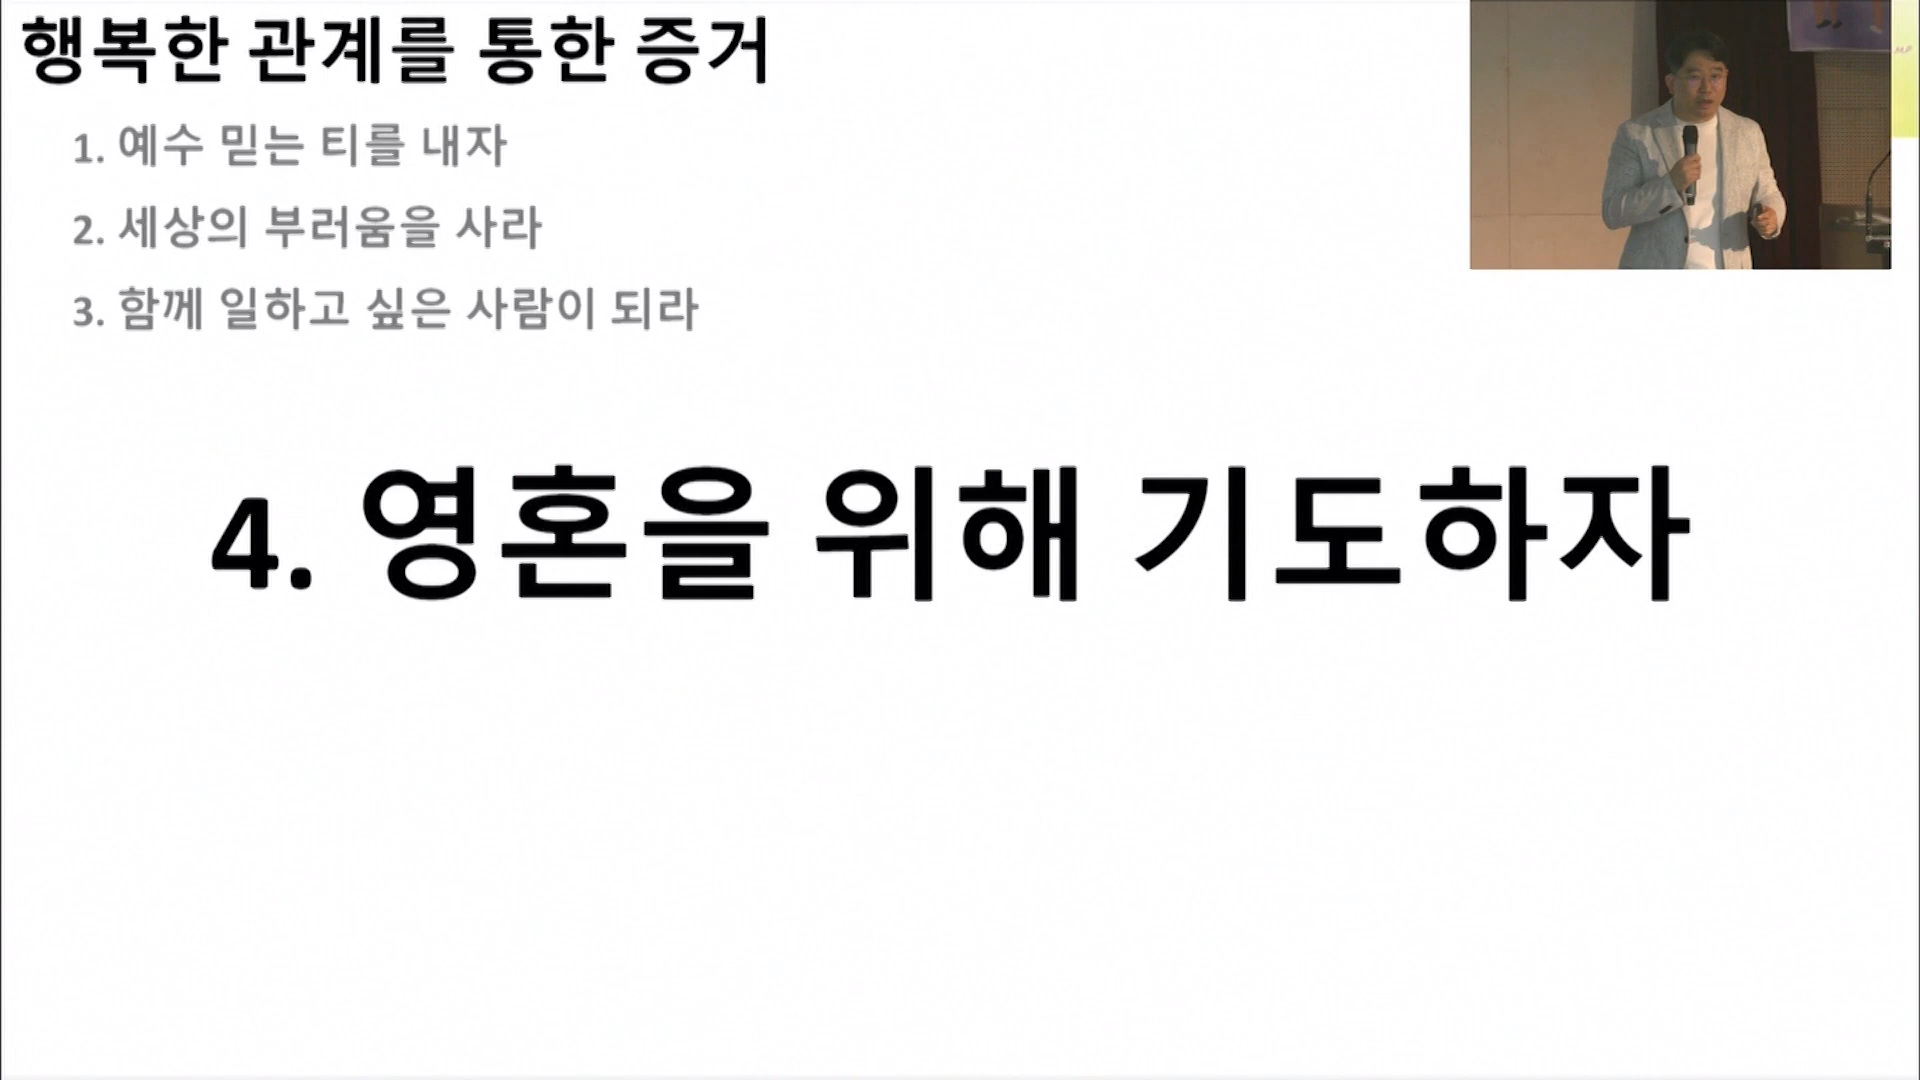 행복한 관계를 통한 증거
1. 예수 믿는 티를 내자
2. 세상의 부러움을 사라
3. 함께 일하고 싶은 사람이 되라
4. 영혼을 위해 기도하자